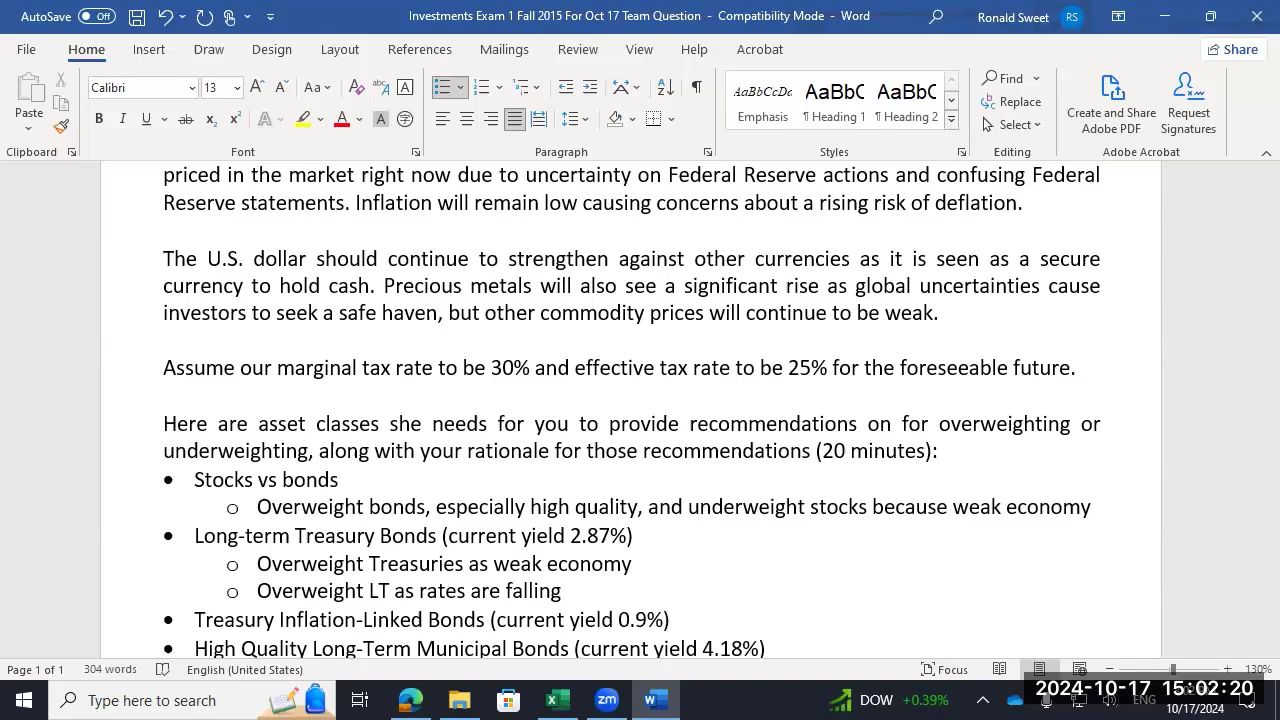 AutoSave Off
Investments Exam 1 Fall 2015 For Oct 17 Team Question - Compatibility Mode - Word
Ronald Sweet RS
File Home Insert Draw Design Layout References Mailings Review View Help Acrobat Share
Paste
Calibri 13 Aa
AaBbCcDc AaBbC AaBbC
Emphasis ¶ Heading 1 ¶ Heading 2
Find
Replace
Select
Create and Share Adobe PDF
Request Signatures
Clipboard Font Paragraph Styles Editing Adobe Acrobat
priced in the market right now due to uncertainty on Federal Reserve actions and confusing Federal
Reserve statements. Inflation will remain low causing concerns about a rising risk of deflation.
The U.S. dollar should continue to strengthen against other currencies as it is seen as a secure
currency to hold cash. Precious metals will also see a significant rise as global uncertainties cause
investors to seek a safe haven, but other commodity prices will continue to be weak.
Assume our marginal tax rate to be 30% and effective tax rate to be 25% for the foreseeable future.
Here are asset classes she needs for you to provide recommendations on for overweighting or
underweighting, along with your rationale for those recommendations (20 minutes):
• Stocks vs bonds
o Overweight bonds, especially high quality, and underweight stocks because weak economy
• Long-term Treasury Bonds (current yield 2.87%)
o Overweight Treasuries as weak economy
o Overweight LT as rates are falling
• Treasury Inflation-Linked Bonds (current yield 0.9%)
• High Quality Long-Term Municipal Bonds (current yield 4.18%)
Page 1 of 1 304 words English (United States) Focus 130%
Type here to search
DOW +0.39%
ENG
2024-10-17 15:02:20
10/17/2024